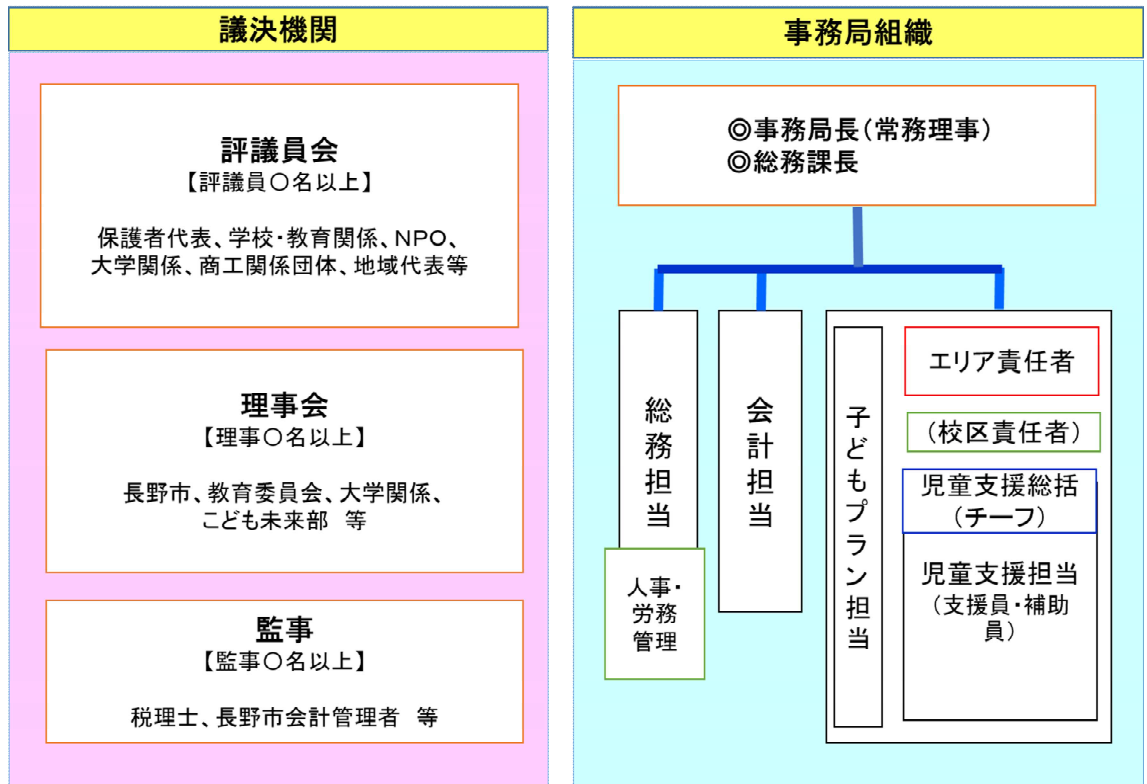 議決機関
評議員会
【評議員〇名以上】
保護者代表、学校・教育関係、NPO、
大学関係、商工関係団体、地域代表等
理事会
【理事〇名以上】
長野市、教育委員会、大学関係、
こども未来部　等
監事
【監事〇名以上】
税理士、長野市会計管理者　等
事務局組織
◎事務局長（常務理事）
◎総務課長
総務担当
人事・
労務
管理
会計担当
子どもプラン担当
エリア責任者
（校区責任者）
児童支援総括
（チーフ）
児童支援担当
（支援員・補助
員）